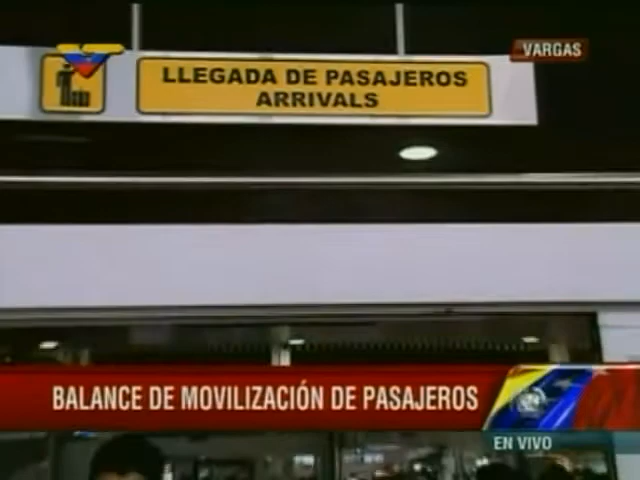 VARGAS
LLEGADA DE PASAJEROS
ARRIVALS
BALANCE DE MOVILIZACIÓN DE PASAJEROS
EN VIVO